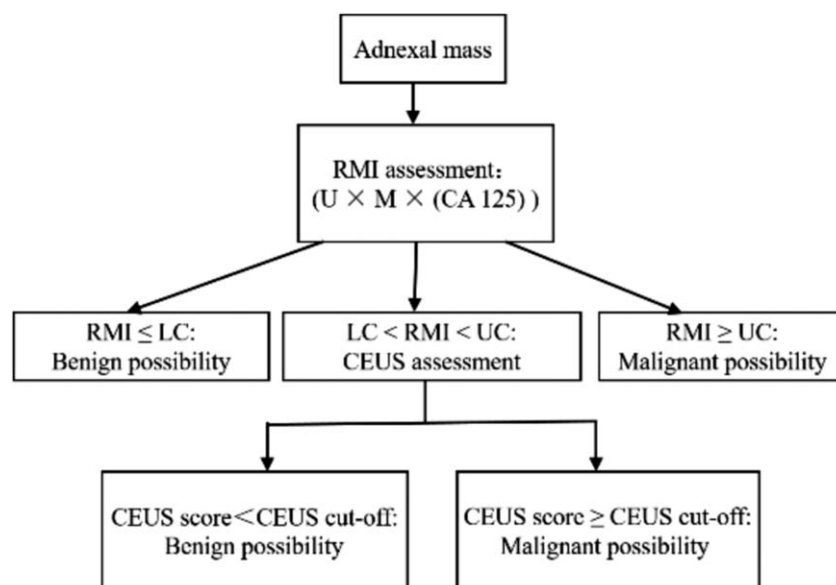 Adnexal mass
RMI assessment:
(U × M × (CA 125) )
RMI ≤ LC:
Benign possibility
LC < RMI < UC:
CEUS assessment
RMI ≥ UC:
Malignant possibility
CEUS score<CEUS cut-off:
Benign possibility
CEUS score ≥ CEUS cut-off:
Malignant possibility